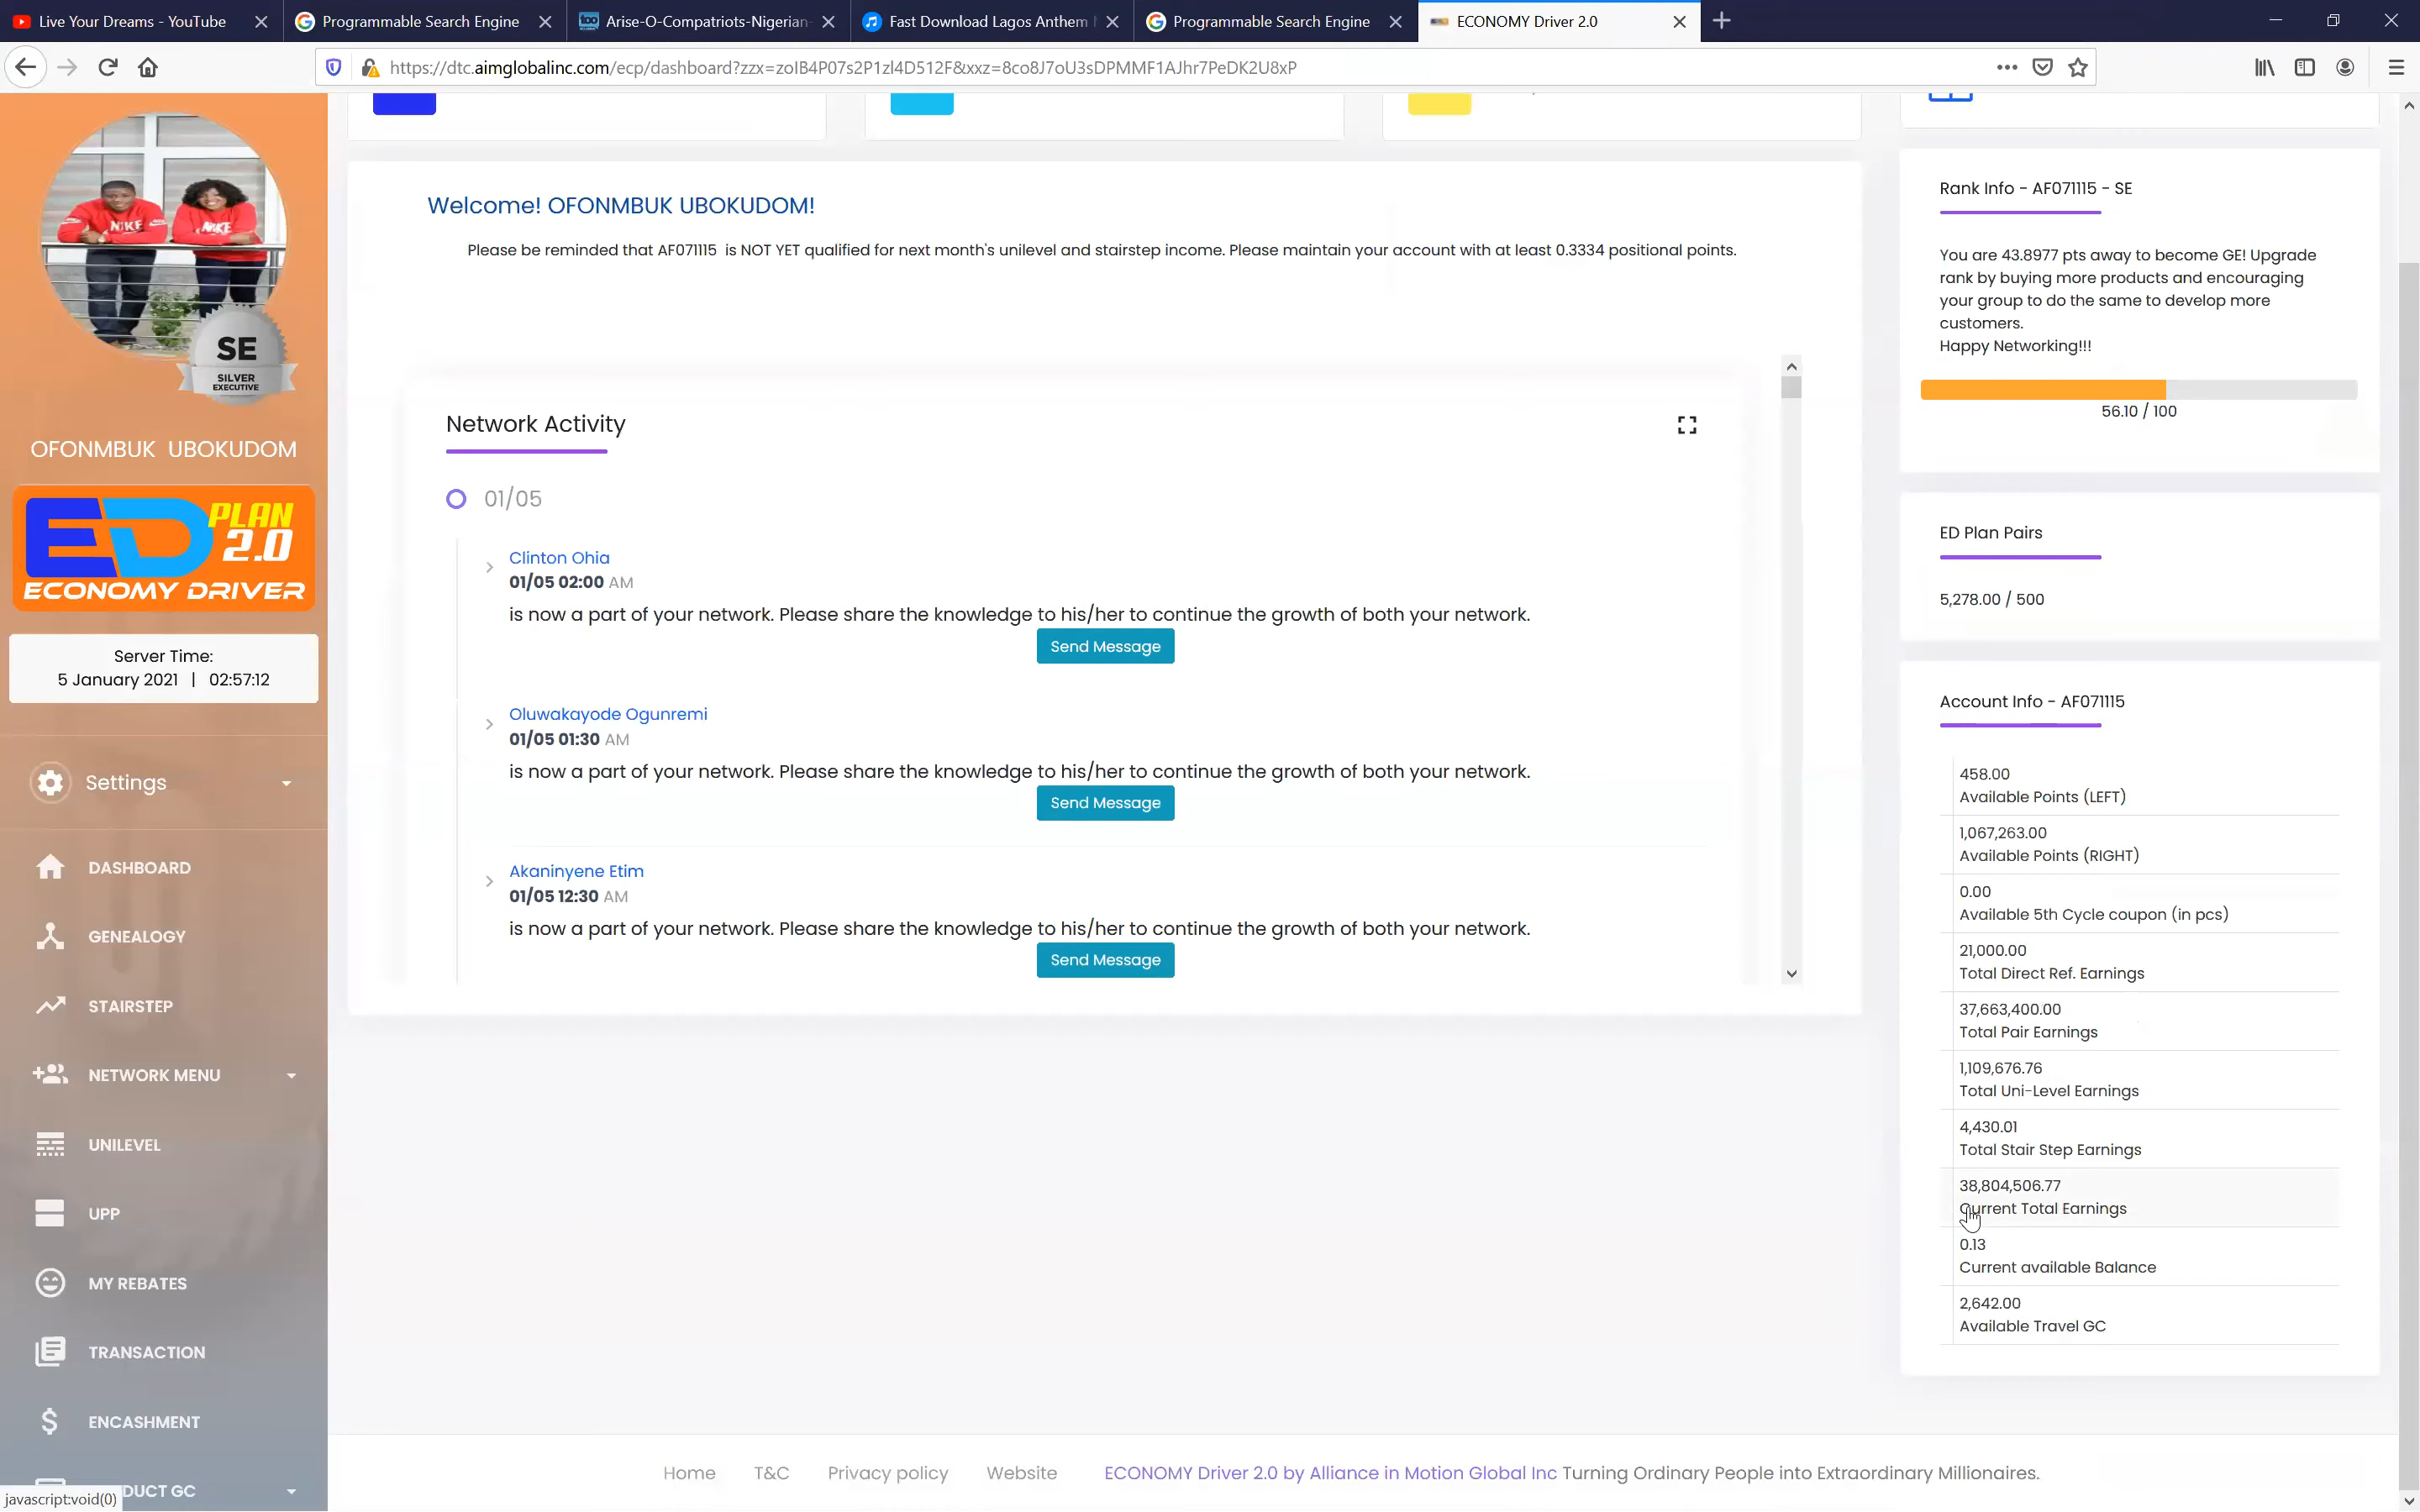 Live Your Dreams - YouTube
Programmable Search Engine
Arise-O-Compatriots-Nigerian-
Fast Download Lagos Anthem
Programmable Search Engine
ECONOMY Driver 2.0
https://dtc.aimglobalinc.com/ecp/dashboard?zzx=zoIB4P07s2P1zl4D512F&xxz=8co8J7oU3sDPMMF1AJhr7PeDK2U8xP
NIKE
NIKE
SE
SILVER
EXECUTIVE
OFONMBUK UBOKUDOM
ED PLAN 2.0
ECONOMY DRIVER
Server Time:
5 January 2021 | 02:57:12
Settings
DASHBOARD
GENEALOGY
STAIRSTEP
NETWORK MENU
UNILEVEL
UPP
MY REBATES
TRANSACTION
ENCASHMENT
DUCT GC
javascript:void(0)
Welcome! OFONMBUK UBOKUDOM!
Please be reminded that AF071115 is NOT YET qualified for next month's unilevel and stairstep income. Please maintain your account with at least 0.3334 positional points.
Network Activity
01/05
Clinton Ohia
01/05 02:00 AM
is now a part of your network. Please share the knowledge to his/her to continue the growth of both your network.
Send Message
Oluwakayode Ogunremi
01/05 01:30 AM
is now a part of your network. Please share the knowledge to his/her to continue the growth of both your network.
Send Message
Akaninyene Etim
01/05 12:30 AM
is now a part of your network. Please share the knowledge to his/her to continue the growth of both your network.
Send Message
Rank Info - AF071115 - SE
You are 43.8977 pts away to become GE! Upgrade
rank by buying more products and encouraging
your group to do the same to develop more
customers.
Happy Networking!!!
56.10 / 100
ED Plan Pairs
5,278.00 / 500
Account Info - AF071115
458.00
Available Points (LEFT)
1,067,263.00
Available Points (RIGHT)
0.00
Available 5th Cycle coupon (in pcs)
21,000.00
Total Direct Ref. Earnings
37,663,400.00
Total Pair Earnings
1,109,676.76
Total Uni-Level Earnings
4,430.01
Total Stair Step Earnings
38,804,506.77
Current Total Earnings
0.13
Current available Balance
2,642.00
Available Travel GC
Home T&C Privacy policy Website ECONOMY Driver 2.0 by Alliance in Motion Global Inc Turning Ordinary People into Extraordinary Millionaires.